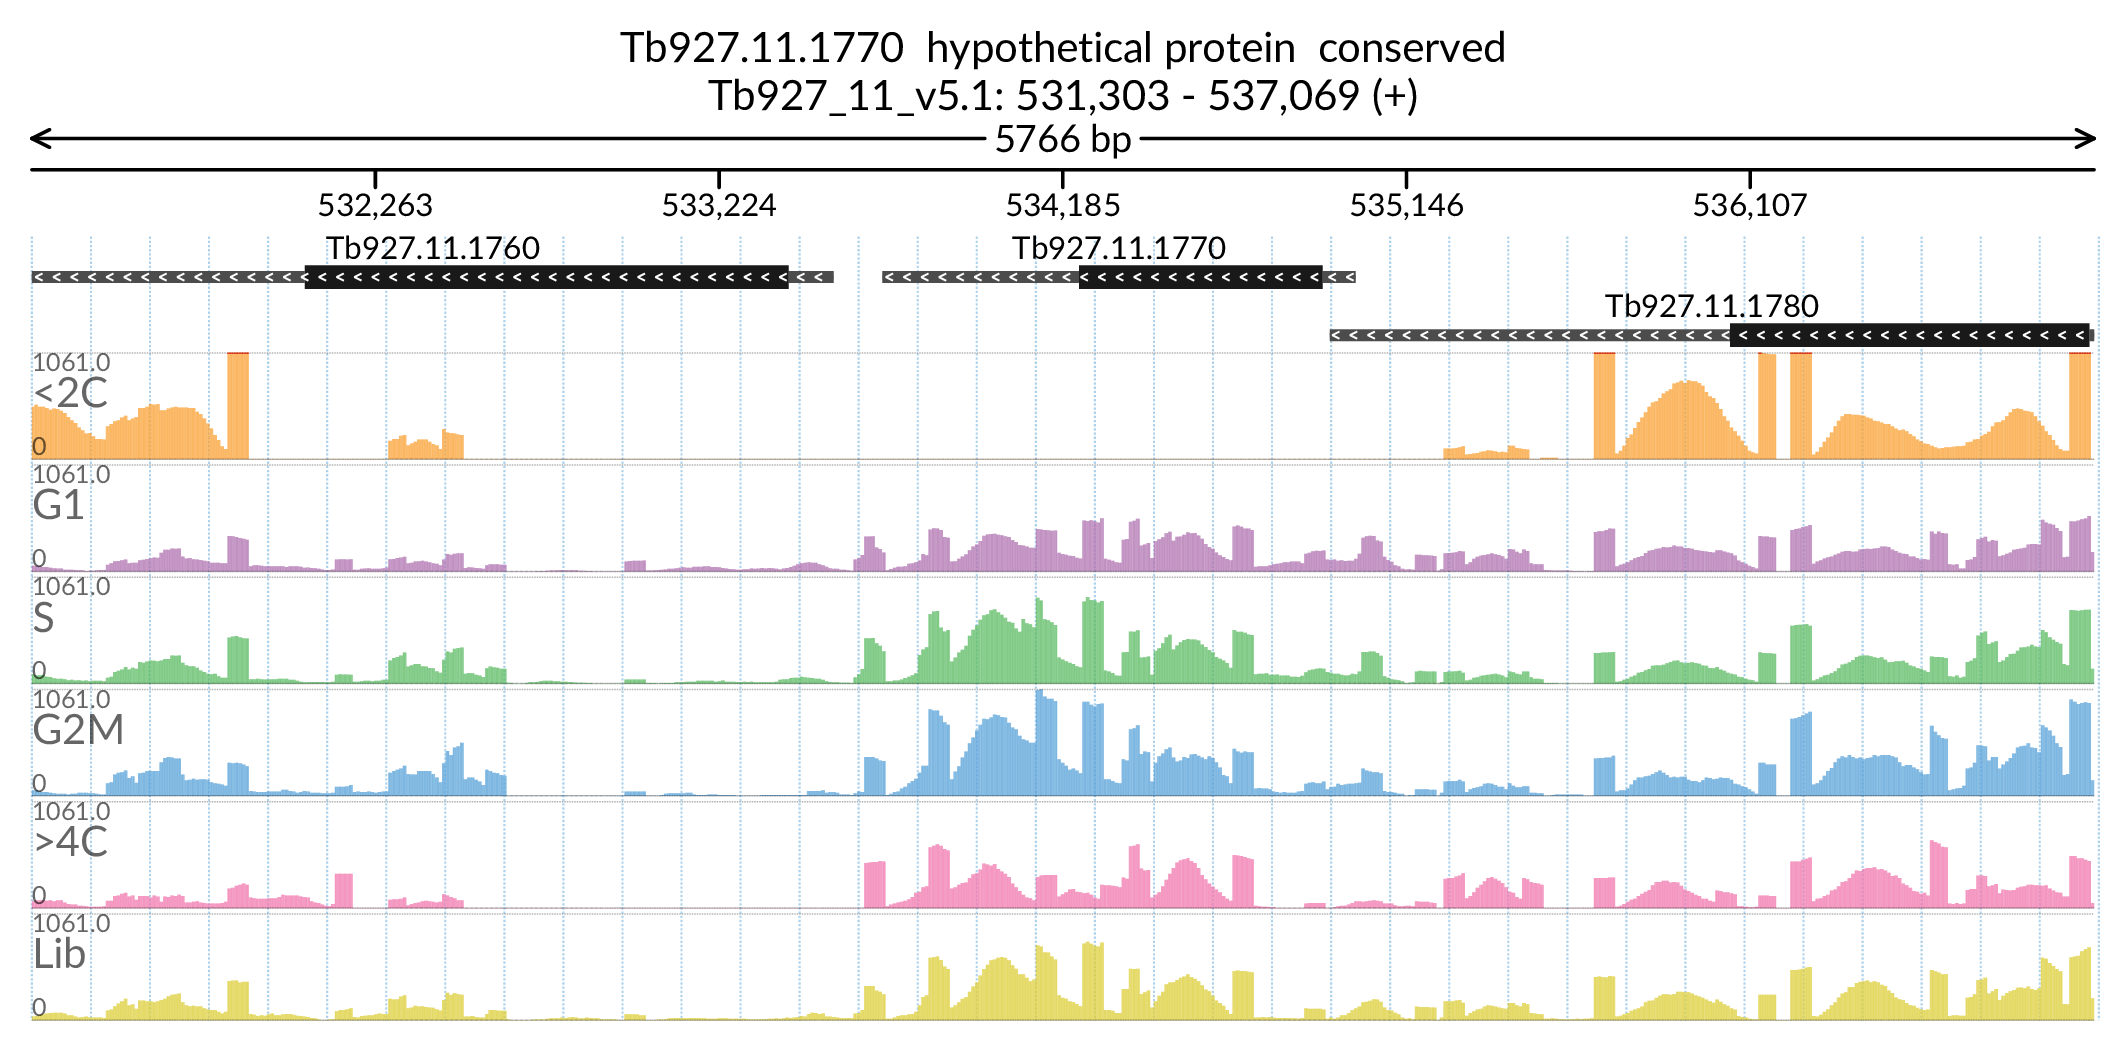 Tb927.11.1770 hypothetical protein conserved
Tb927_11_v5.1: 531,303 - 537,069 (+)
5766 bp
532,263 533,224 534,185 535,146 536,107
Tb927.11.1760 Tb927.11.1770
Tb927.11.1780
1061.0
<2C
0
1061.0
G1
0
1061.0
S
0
1061.0
G2M
0
1061.0
>4C
0
1061.0
Lib
0